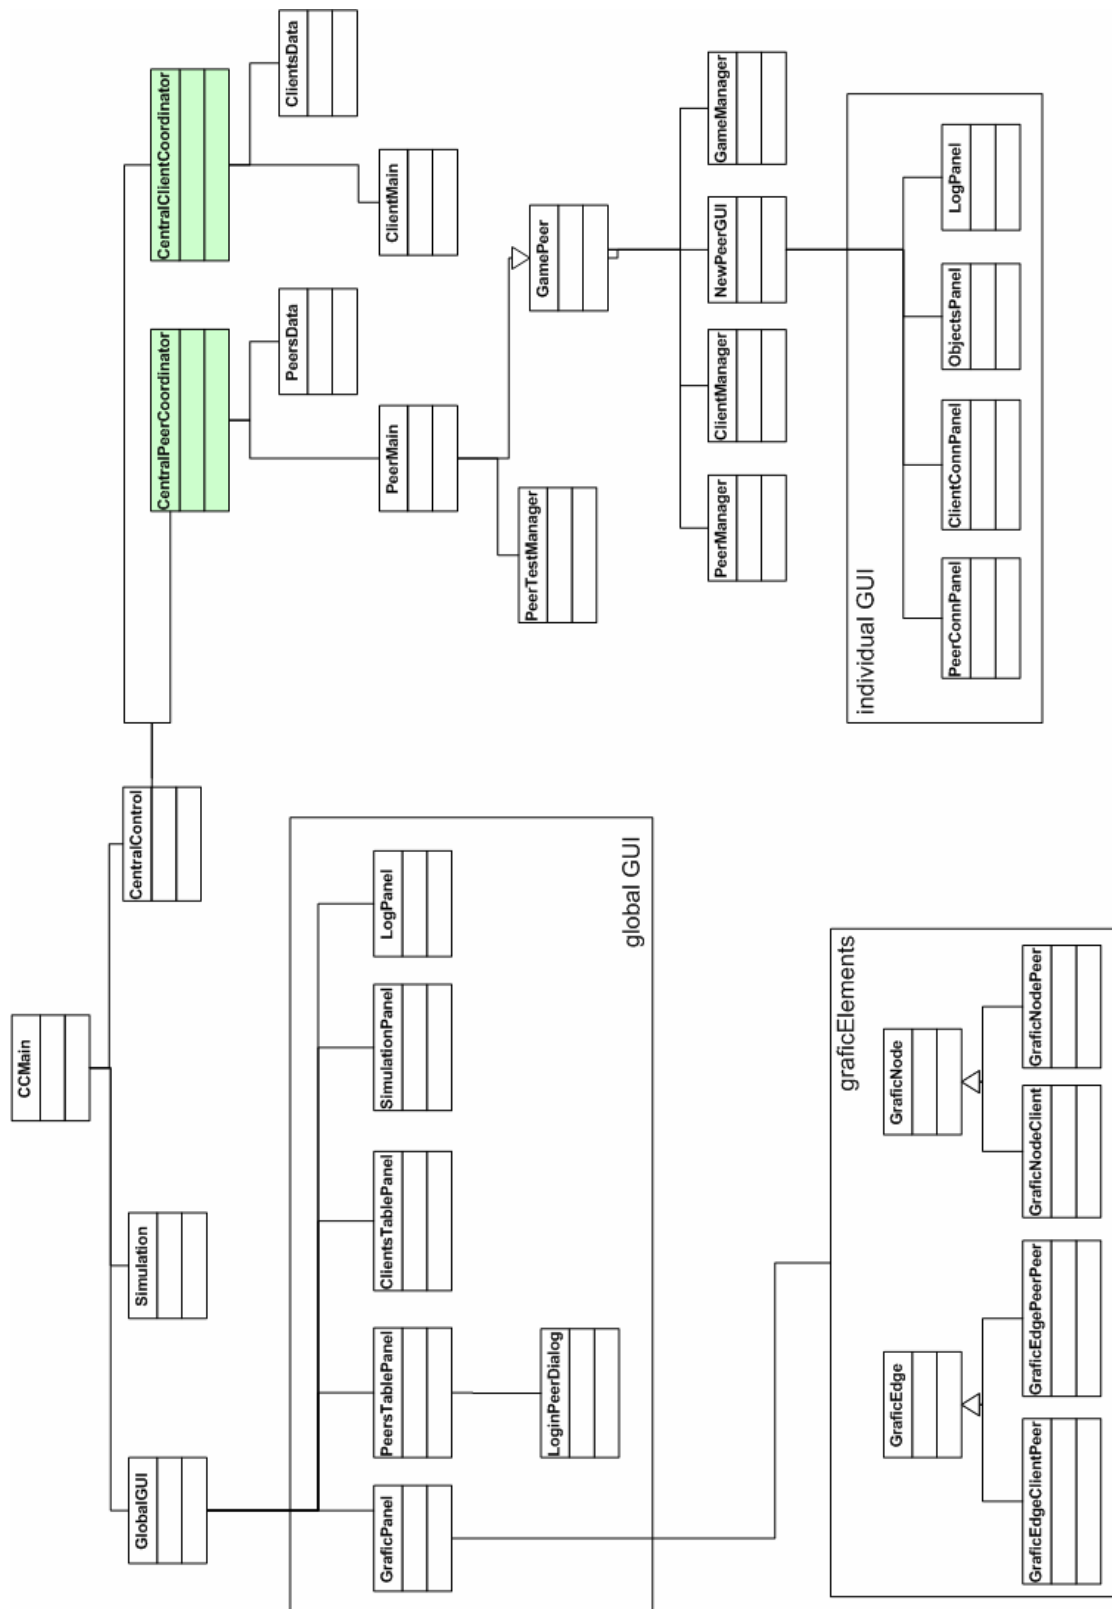 CCMain
GlobalGUI
Simulation
CentralControl
CentralPeerCoordinator
CentralClientCoordinator
PeersData
ClientsData
PeerMain
ClientMain
PeerTestManager
GamePeer
PeerManager
ClientManager
NewPeerGUI
GameManager
individual GUI
PeerConnPanel
ClientConnPanel
ObjectsPanel
LogPanel
GraficPanel
PeersTablePanel
ClientsTablePanel
SimulationPanel
LogPanel
LoginPeerDialog
global GUI
graficElements
GraficEdge
GraficNode
GraficEdgeClientPeer
GraficEdgePeerPeer
GraficNodeClient
GraficNodePeer